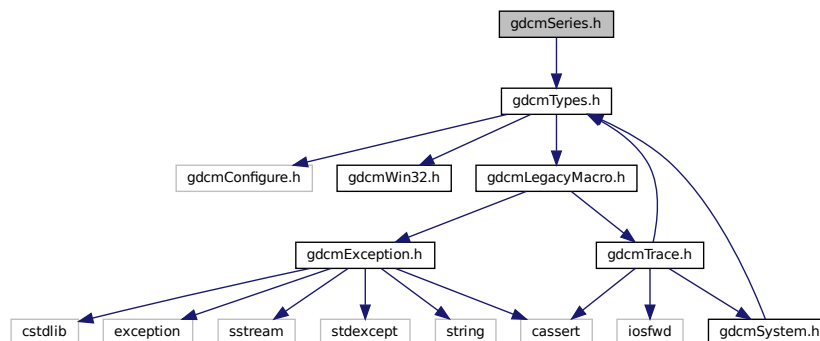 gdcmSeries.h
gdcmTypes.h
gdcmConfigure.h
gdcmWin32.h
gdcmLegacyMacro.h
gdcmException.h
gdcmTrace.h
cstdlib
exception
sstream
stdexcept
string
cassert
iosfwd
gdcmSystem.h